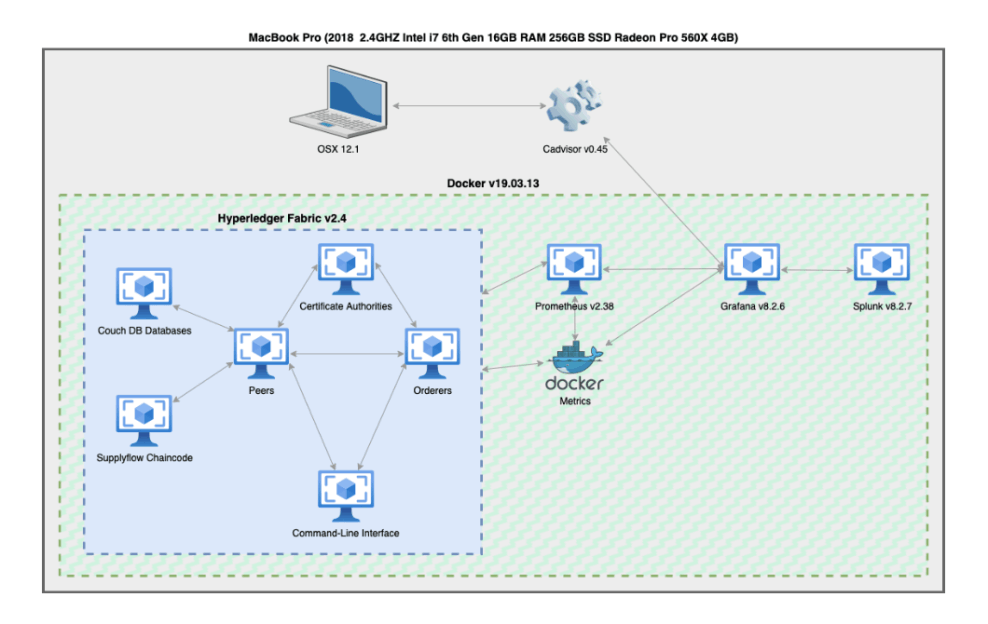 MacBook Pro (2018 2.4GHZ Intel i7 6th Gen 16GB RAM 256GB SSD Radeon Pro 560X 4GB)
OSX 12.1
Cadvisor v0.45
Docker v19.03.13
Hyperledger Fabric v2.4
Certificate Authorities
Prometheus v2.38
Grafana v8.2.6
Splunk v8.2.7
Couch DB Databases
Peers
Orderers
docker
Metrics
Supplyflow Chaincode
Command-Line Interface